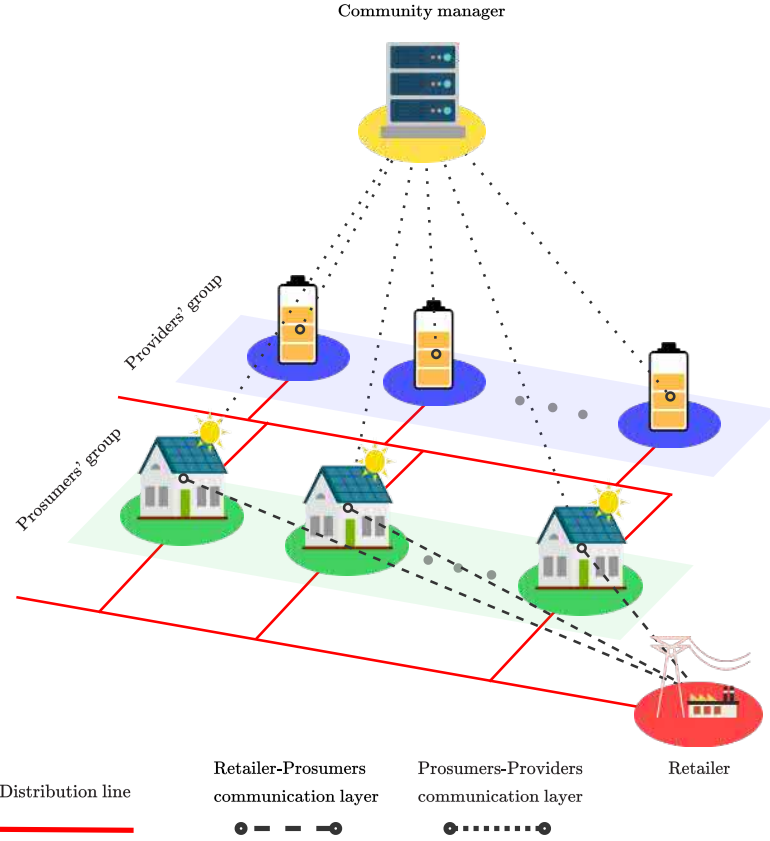 Community manager
Providers' group
Prosumers' group
Distribution line
Retailer-Prosumers
communication layer
Prosumers-Providers
communication layer
Retailer